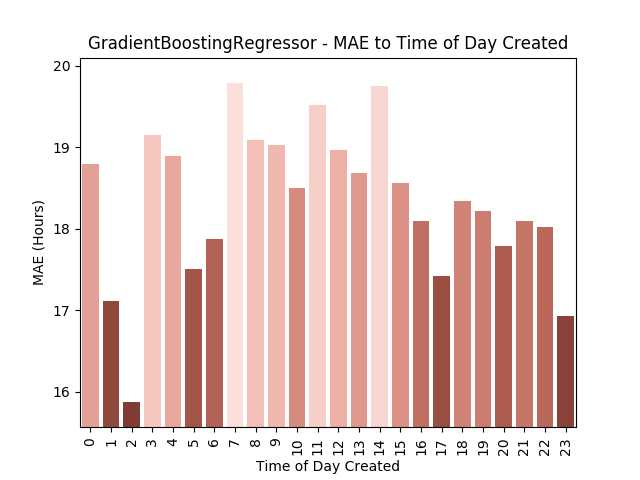 GradientBoostingRegressor - MAE to Time of Day Created
20
19
18
17
16
MAE (Hours)
0 1 2 3 4 5 6 7 8 9 10 11 12 13 14 15 16 17 18 19 20 21 22 23
Time of Day Created